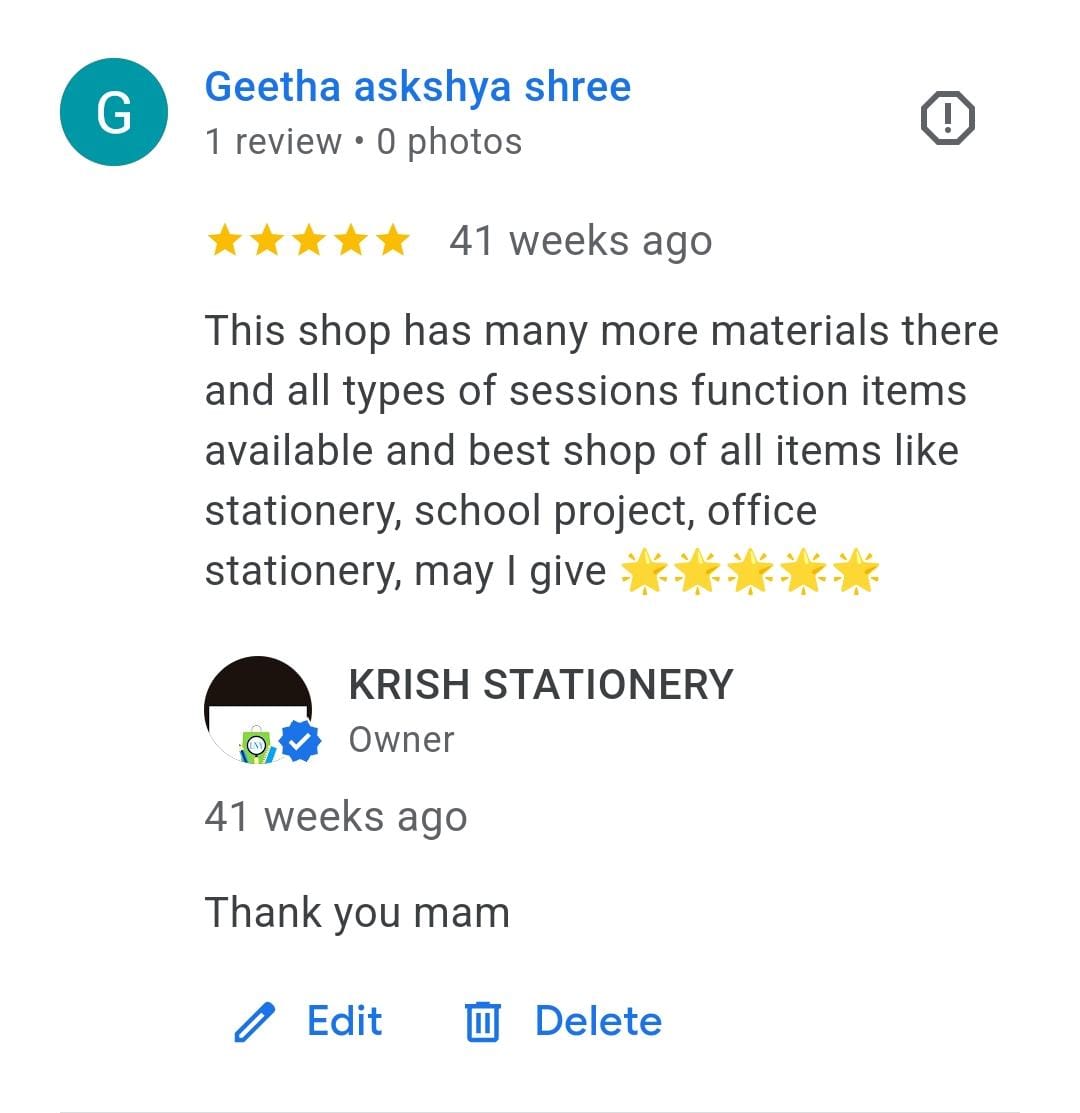 G
Geetha askshya shree
1 review • 0 photos
41 weeks ago
This shop has many more materials there
and all types of sessions function items
available and best shop of all items like
stationery, school project, office
stationery, may I give 🌟🌟🌟🌟🌟
KRISH STATIONERY
Owner
41 weeks ago
Thank you mam
Edit Delete